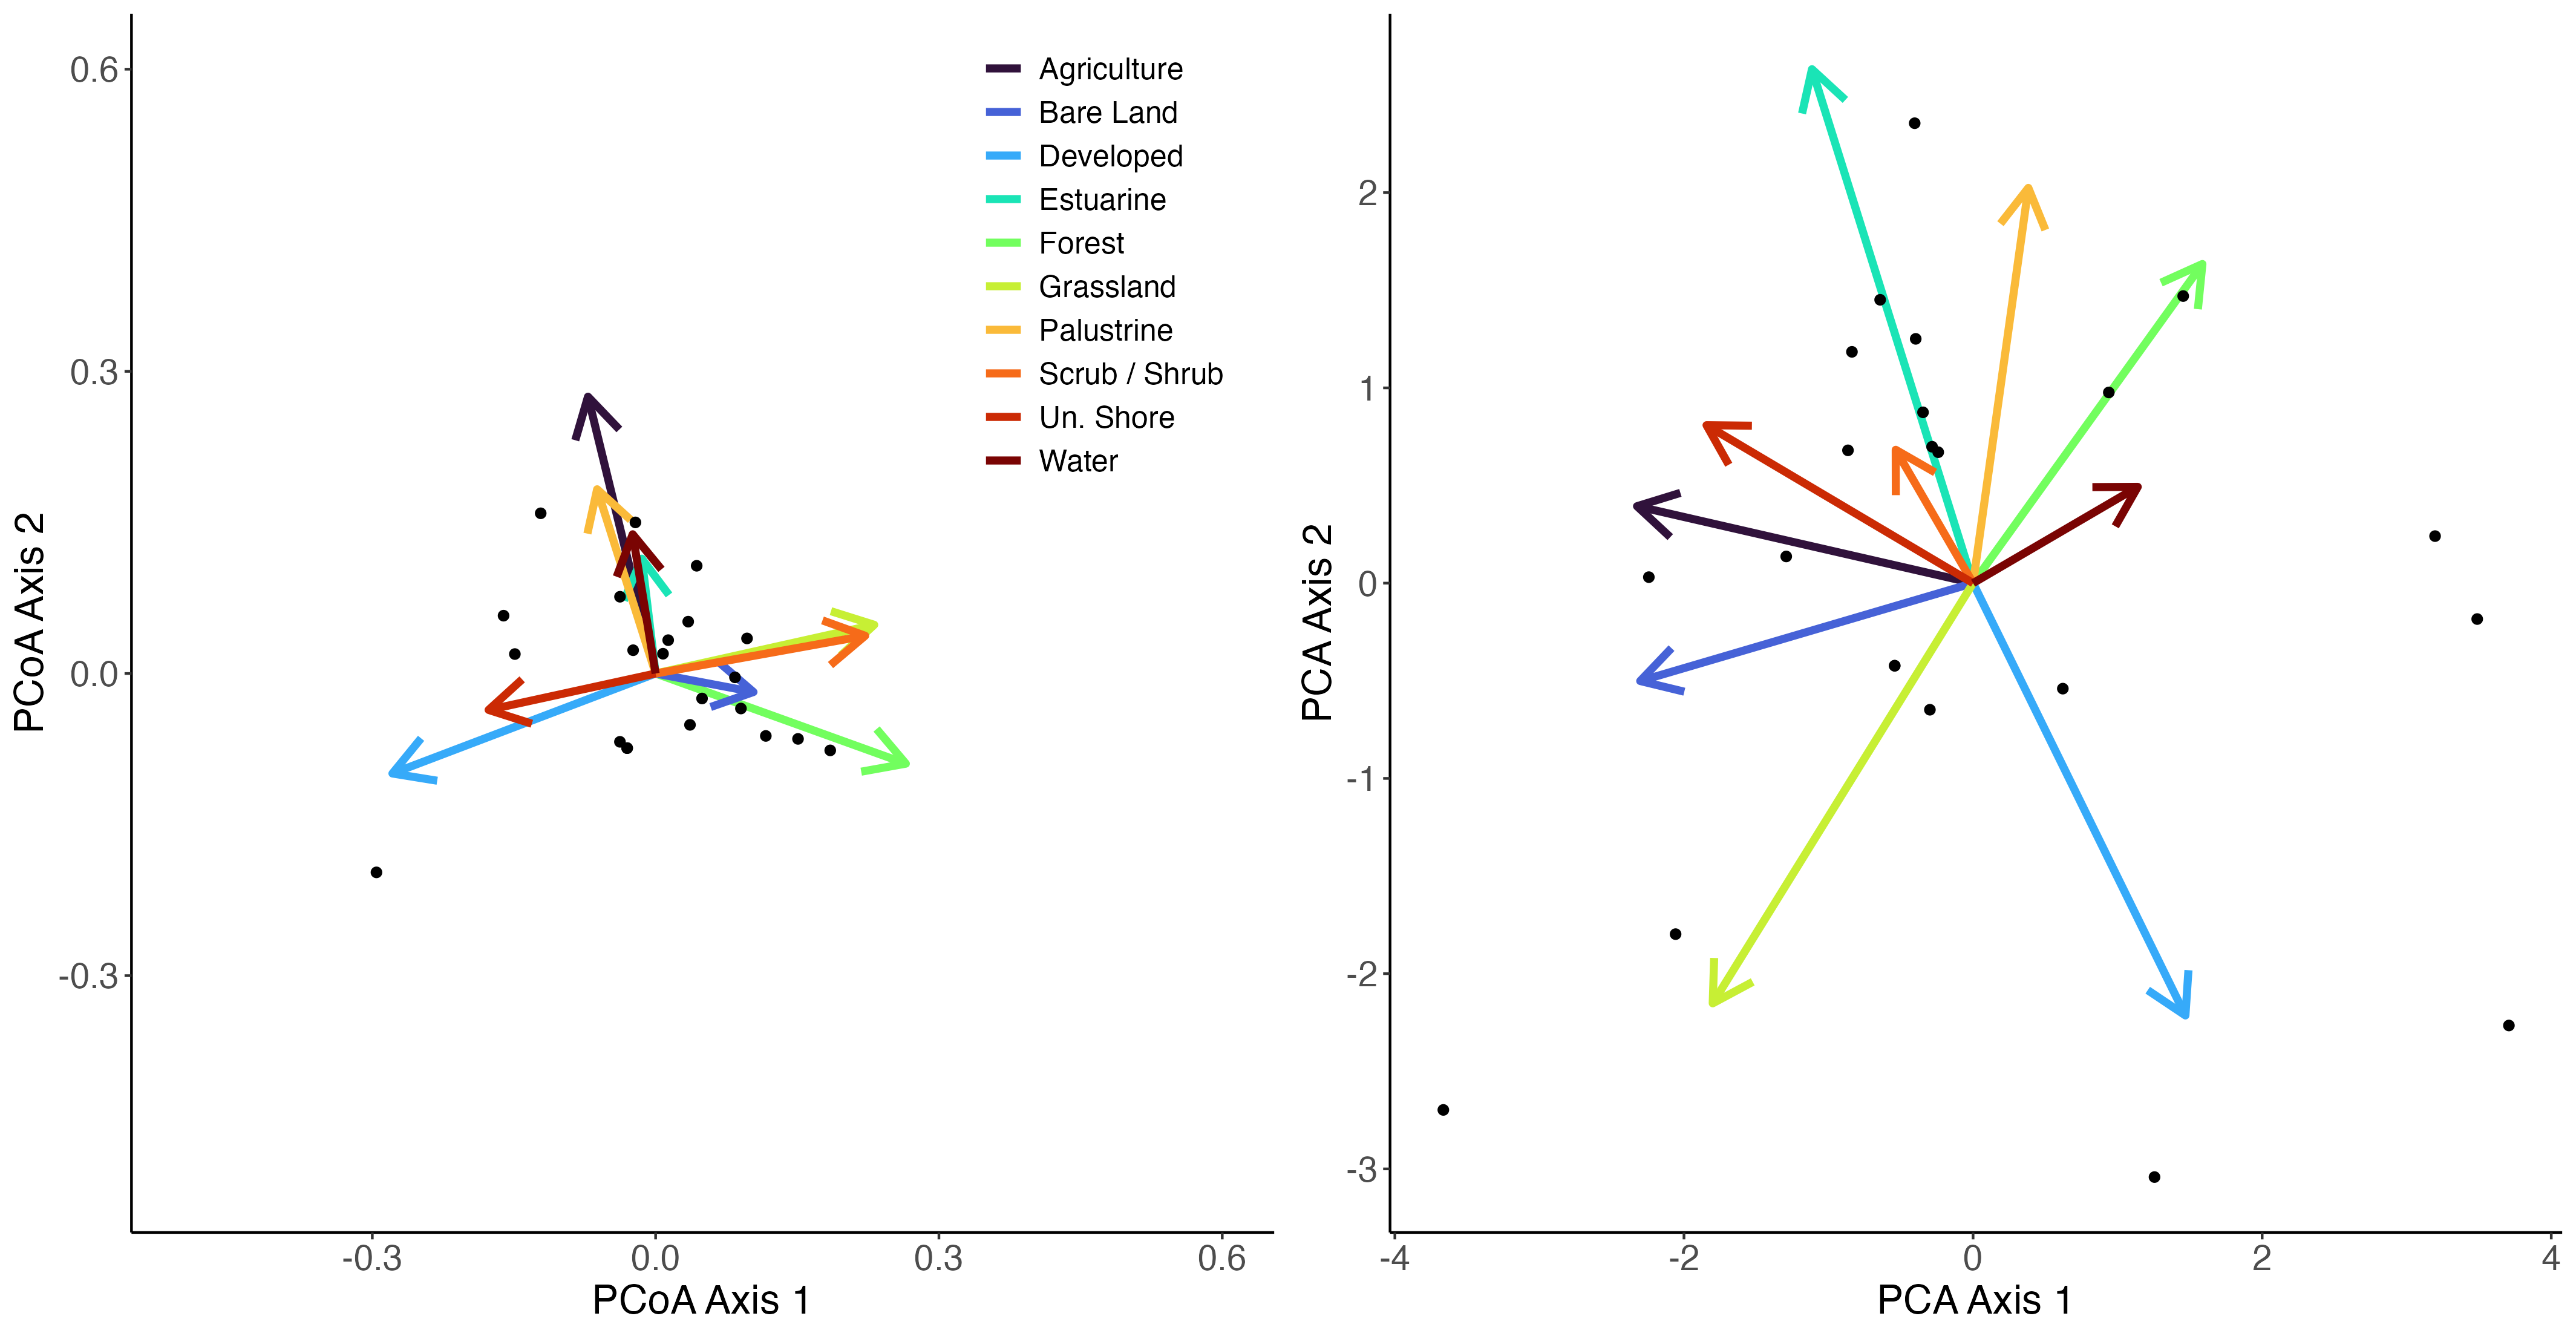 0.6
0.3
0.0
-0.3
PCoA Axis 2
-0.3
0.0
0.3
0.6
PCoA Axis 1
Agriculture
Bare Land
Developed
Estuarine
Forest
Grassland
Palustrine
Scrub / Shrub
Un. Shore
Water
2
1
0
-1
-2
-3
PCA Axis 2
-4
-2
0
2
4
PCA Axis 1